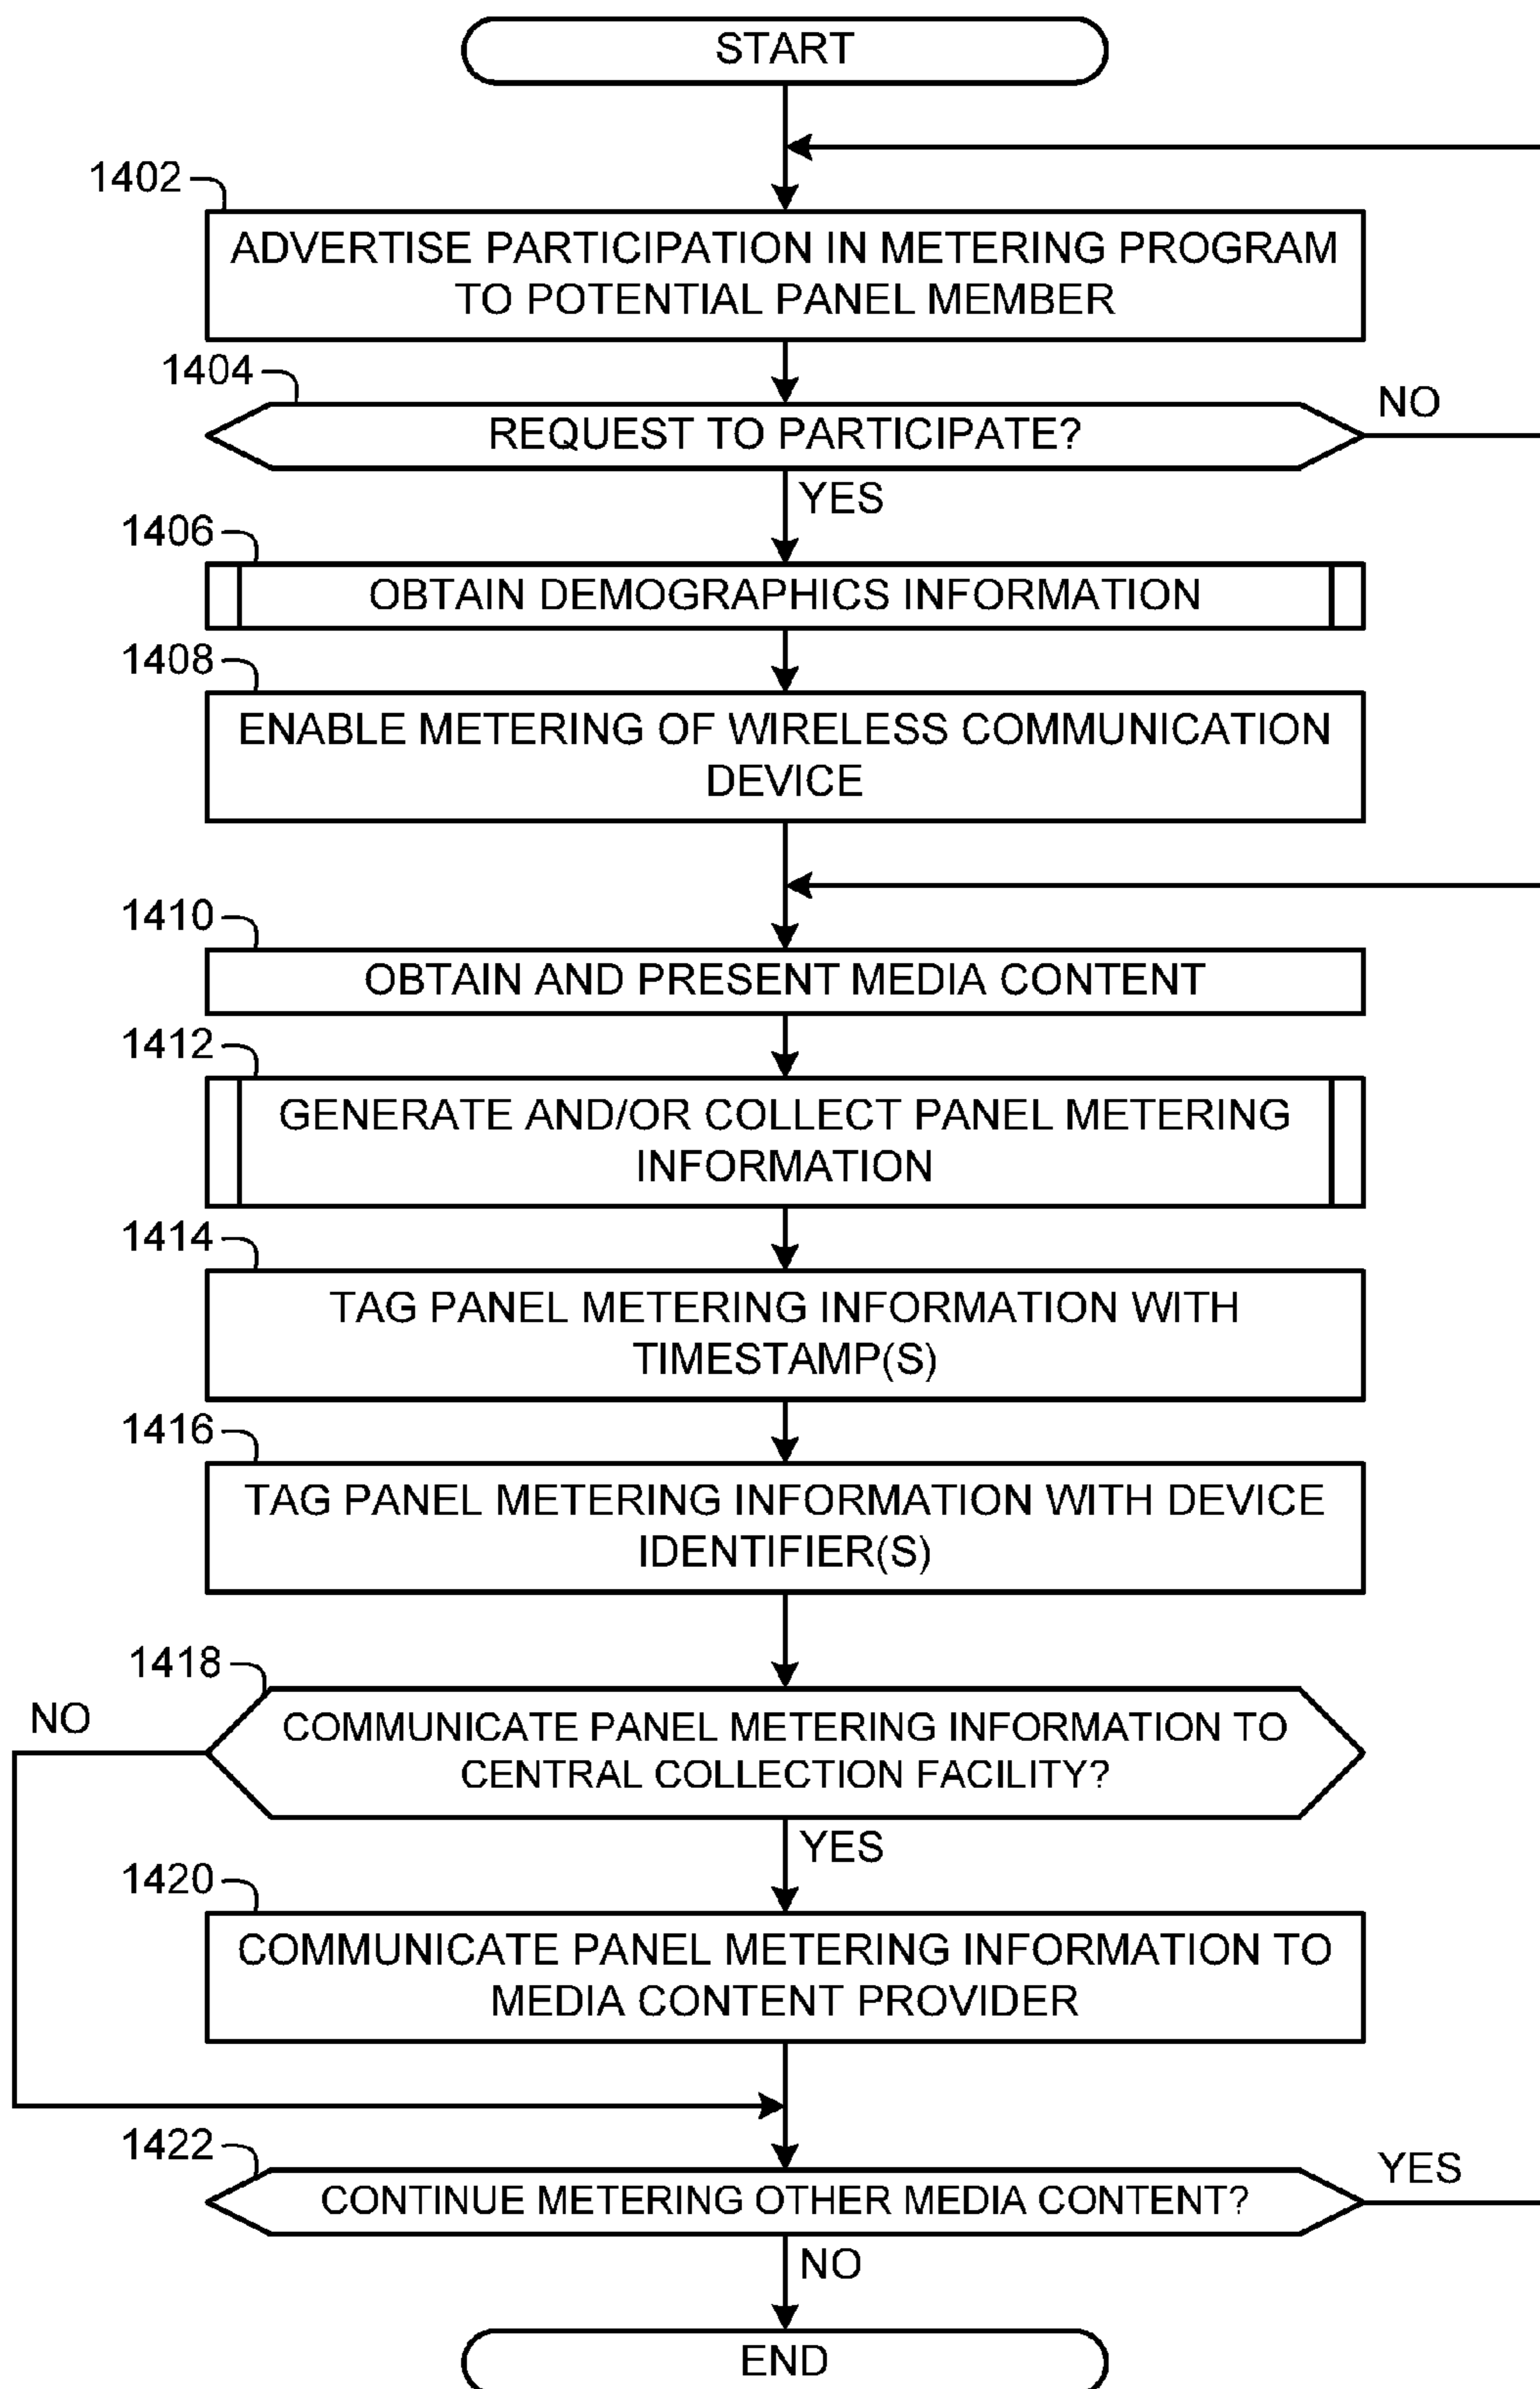 START
1402
ADVERTISE PARTICIPATION IN METERING PROGRAM
TO POTENTIAL PANEL MEMBER
1404
REQUEST TO PARTICIPATE?
NO
YES
1406
OBTAIN DEMOGRAPHICS INFORMATION
1408
ENABLE METERING OF WIRELESS COMMUNICATION
DEVICE
1410
OBTAIN AND PRESENT MEDIA CONTENT
1412
GENERATE AND/OR COLLECT PANEL METERING
INFORMATION
1414
TAG PANEL METERING INFORMATION WITH
TIMESTAMP(S)
1416
TAG PANEL METERING INFORMATION WITH DEVICE
IDENTIFIER(S)
1418
NO
COMMUNICATE PANEL METERING INFORMATION TO
CENTRAL COLLECTION FACILITY?
YES
1420
COMMUNICATE PANEL METERING INFORMATION TO
MEDIA CONTENT PROVIDER
1422
CONTINUE METERING OTHER MEDIA CONTENT?
YES
NO
END